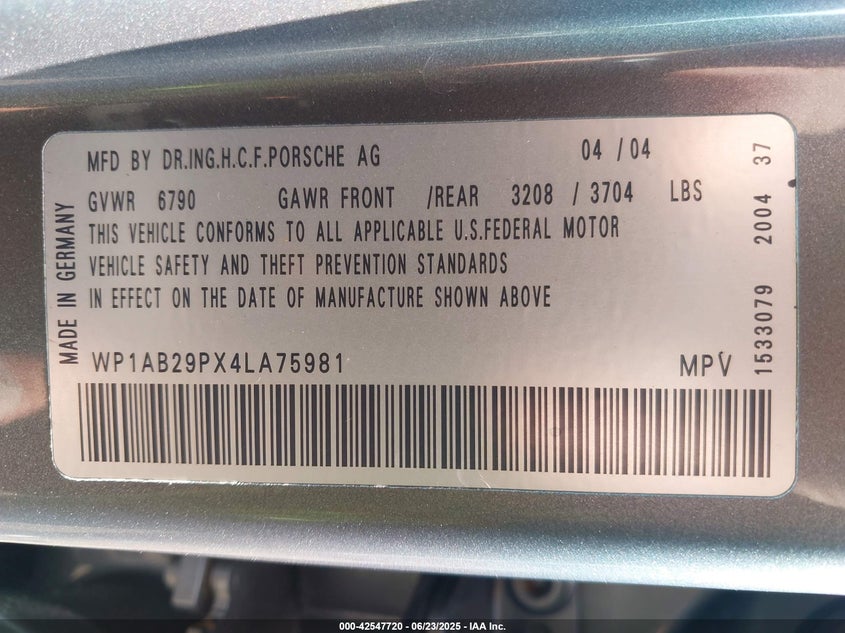 MFD BY DR.ING.H.C.F.PORSCHE AG 04 /04
GVWR 6790 GAWR FRONT /REAR 3208 / 3704 LBS
THIS VEHICLE CONFORMS TO ALL APPLICABLE U.S.FEDERAL MOTOR
VEHICLE SAFETY AND THEFT PREVENTION STANDARDS
IN EFFECT ON THE DATE OF MANUFACTURE SHOWN ABOVE
WP1AB29PX4LA75981 MPV
MADE IN GERMANY
1533079 2004 37
000-42547720 - 06/23/2025 - IAA Inc.